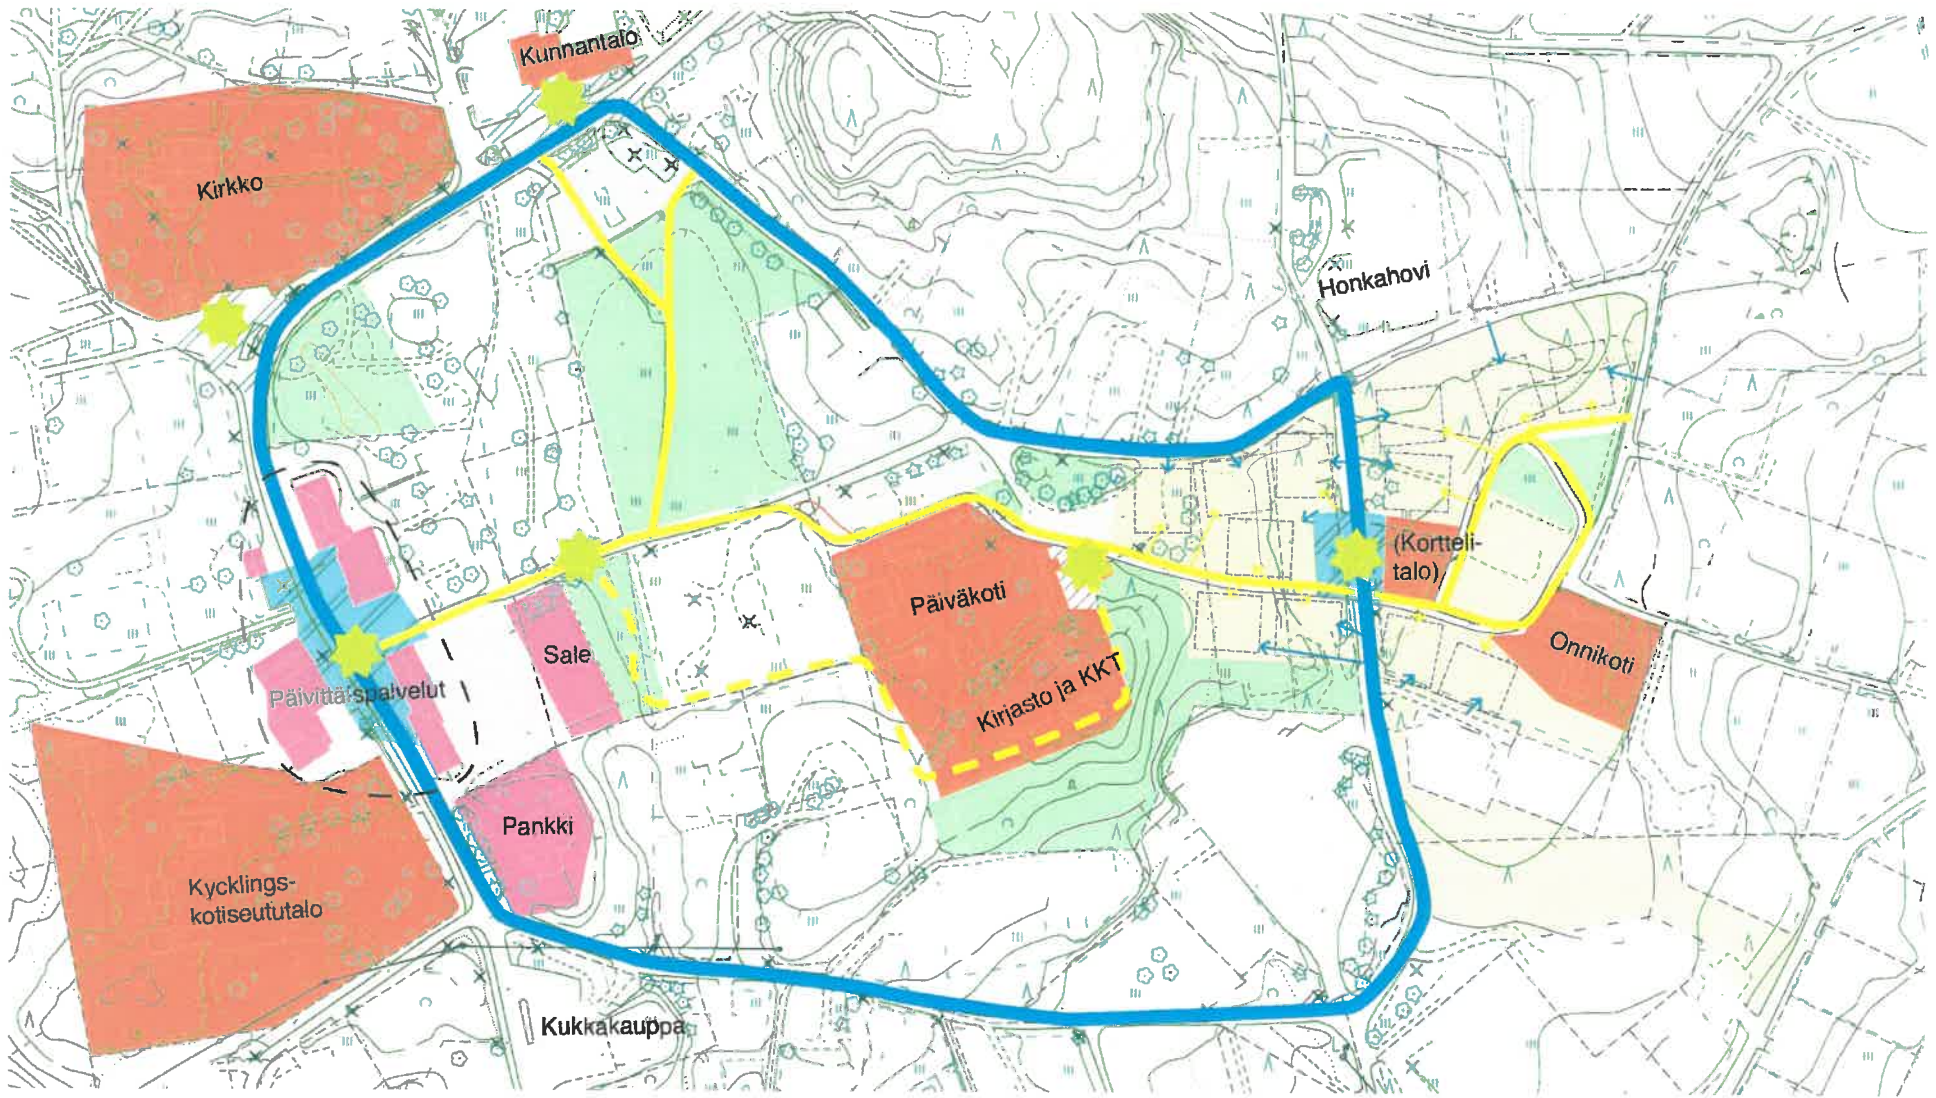 Kunnantalo
Kirkko
Honkahovi
(Kortteli-
talo)
Päiväkoti
Onnikoti
Sale
Kirjasto ja KKT
Päivittäispalvelut
Pankki
Kycklings-
kotiseututalo
Kukkakauppa